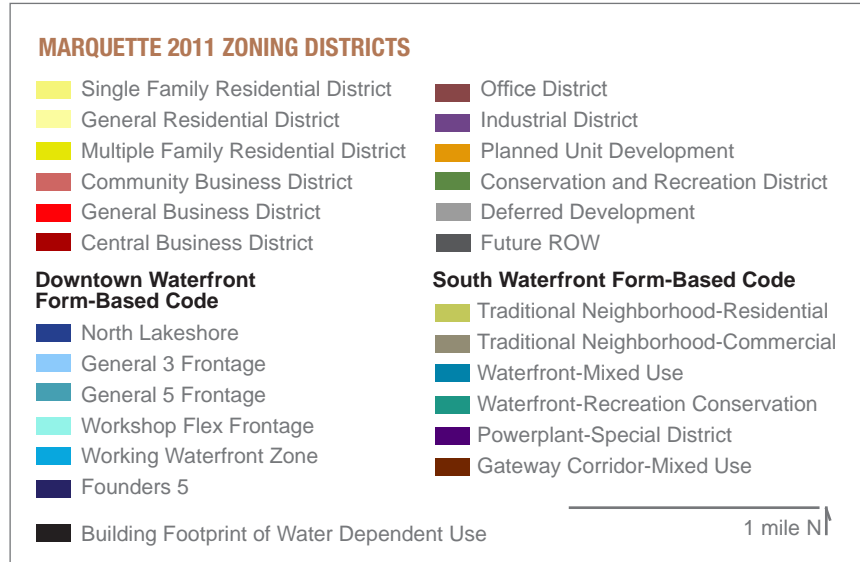 MARQUETTE 2011 ZONING DISTRICTS
Single Family Residential District
General Residential District
Multiple Family Residential District
Community Business District
General Business District
Central Business District
Office District
Industrial District
Planned Unit Development
Conservation and Recreation District
Deferred Development
Future ROW
Downtown Waterfront
Form-Based Code
North Lakeshore
General 3 Frontage
General 5 Frontage
Workshop Flex Frontage
Working Waterfront Zone
Founders 5
Building Footprint of Water Dependent Use
South Waterfront Form-Based Code
Traditional Neighborhood-Residential
Traditional Neighborhood-Commercial
Waterfront-Mixed Use
Waterfront-Recreation Conservation
Powerplant-Special District
Gateway Corridor-Mixed Use
1 mile N